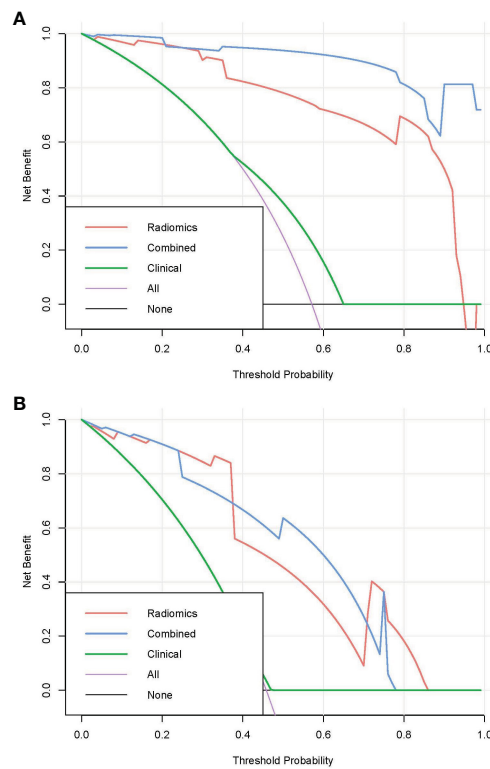 A
Net Benefit
1.0
0.8
0.6
0.4
0.2
0.0
Radiomics
Combined
Clinical
All
None
0.0 0.2 0.4 0.6 0.8 1.0
Threshold Probability
B
Net Benefit
1.0
0.8
0.6
0.4
0.2
0.0
Radiomics
Combined
Clinical
All
None
0.0 0.2 0.4 0.6 0.8 1.0
Threshold Probability